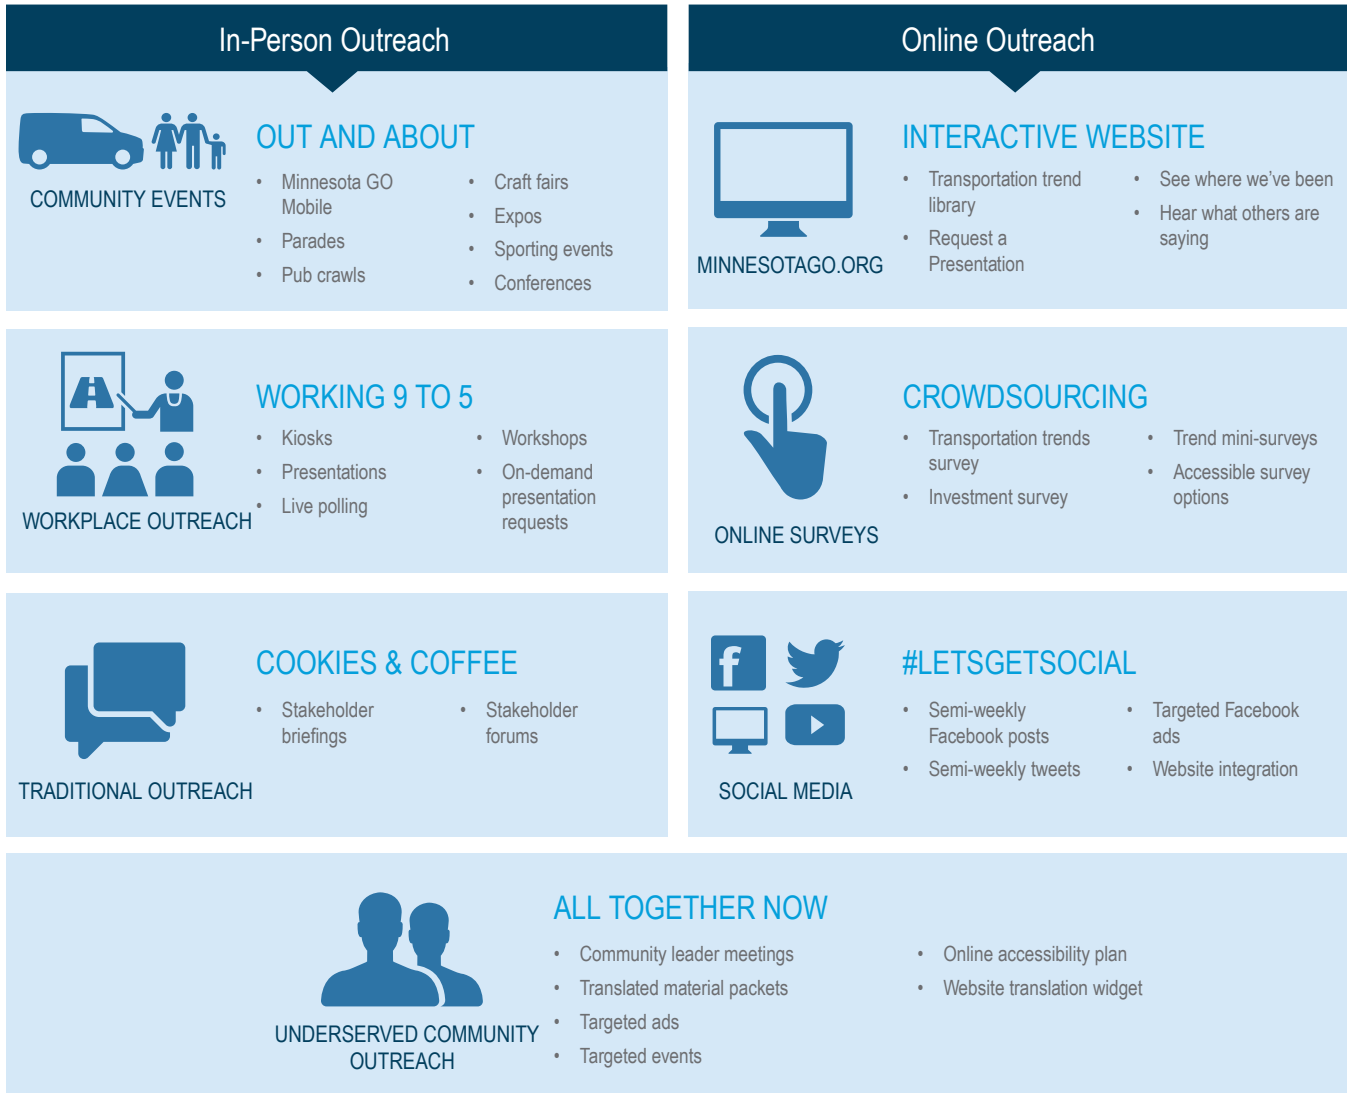 In-Person Outreach
COMMUNITY EVENTS
OUT AND ABOUT
• Minnesota GO
Mobile
• Parades
• Pub crawls
• Craft fairs
• Expos
• Sporting events
• Conferences
WORKPLACE OUTREACH
WORKING 9 TO 5
• Kiosks
• Presentations
• Live polling
• Workshops
• On-demand
presentation
requests
TRADITIONAL OUTREACH
COOKIES & COFFEE
• Stakeholder
briefings
• Stakeholder
forums
Online Outreach
MINNESOTAGO.ORG
INTERACTIVE WEBSITE
• Transportation trend
library
• Request a
Presentation
• See where we've been
• Hear what others are
saying
ONLINE SURVEYS
CROWDSOURCING
• Transportation trends
survey
• Investment survey
• Trend mini-surveys
• Accessible survey
options
f
SOCIAL MEDIA
#LETSGETSOCIAL
• Semi-weekly
Facebook posts
• Semi-weekly tweets
• Targeted Facebook
ads
• Website integration
UNDERSERVED COMMUNITY
OUTREACH
ALL TOGETHER NOW
• Community leader meetings
• Translated material packets
• Targeted ads
• Targeted events
• Online accessibility plan
• Website translation widget